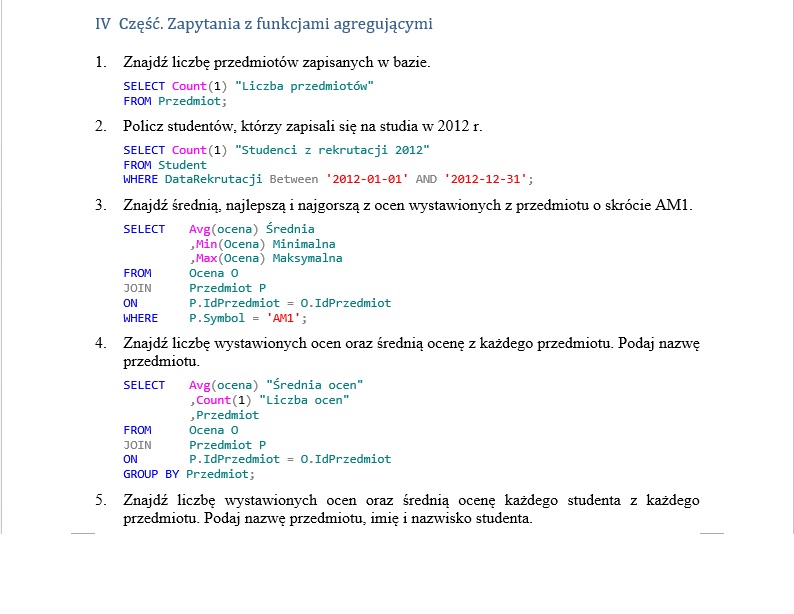 IV Część. Zapytania z funkcjami agregującymi
1. Znajdź liczbę przedmiotów zapisanych w bazie.
SELECT Count(1) "Liczba przedmiotów"
FROM Przedmiot;
2. Policz studentów, którzy zapisali się na studia w 2012 r.
SELECT Count(1) "Studenci z rekrutacji 2012"
FROM Student
WHERE DataRekrutacji Between '2012-01-01' AND '2012-12-31';
3. Znajdź średnią, najlepszą i najgorszą z ocen wystawionych z przedmiotu o skrócie AM1.
SELECT Avg(ocena) Średnia
,Min(Ocena) Minimalna
,Max(Ocena) Maksymalna
FROM Ocena O
JOIN Przedmiot P
ON P.IdPrzedmiot = O.IdPrzedmiot
WHERE P.Symbol = 'AM1';
4. Znajdź liczbę wystawionych ocen oraz średnią ocenę z każdego przedmiotu. Podaj nazwę
przedmiotu.
SELECT Avg(ocena) "Średnia ocen"
,Count(1) "Liczba ocen"
,Przedmiot
FROM Ocena O
JOIN Przedmiot P
ON P.IdPrzedmiot = O.IdPrzedmiot
GROUP BY Przedmiot;
5. Znajdź liczbę wystawionych ocen oraz średnią ocenę każdego studenta z każdego
przedmiotu. Podaj nazwę przedmiotu, imię i nazwisko studenta.